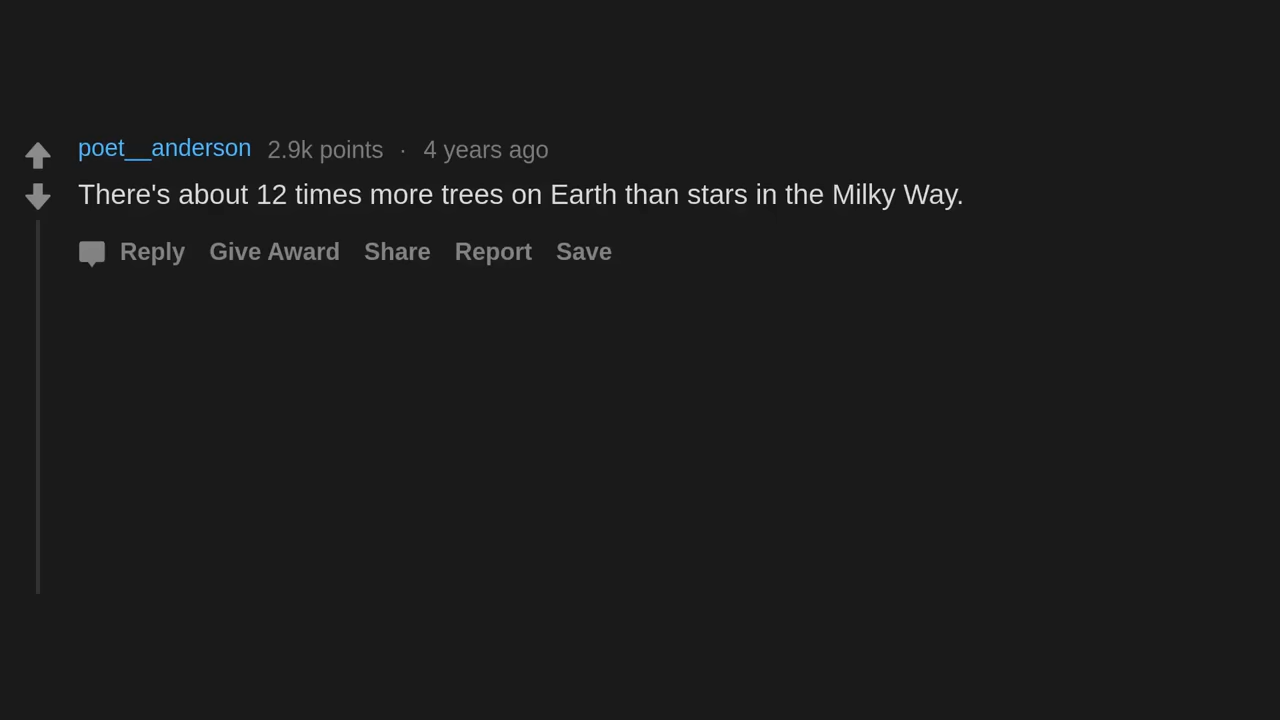 poet__anderson 2.9k points · 4 years ago
There's about 12 times more trees on Earth than stars in the Milky Way.
Reply Give Award Share Report Save